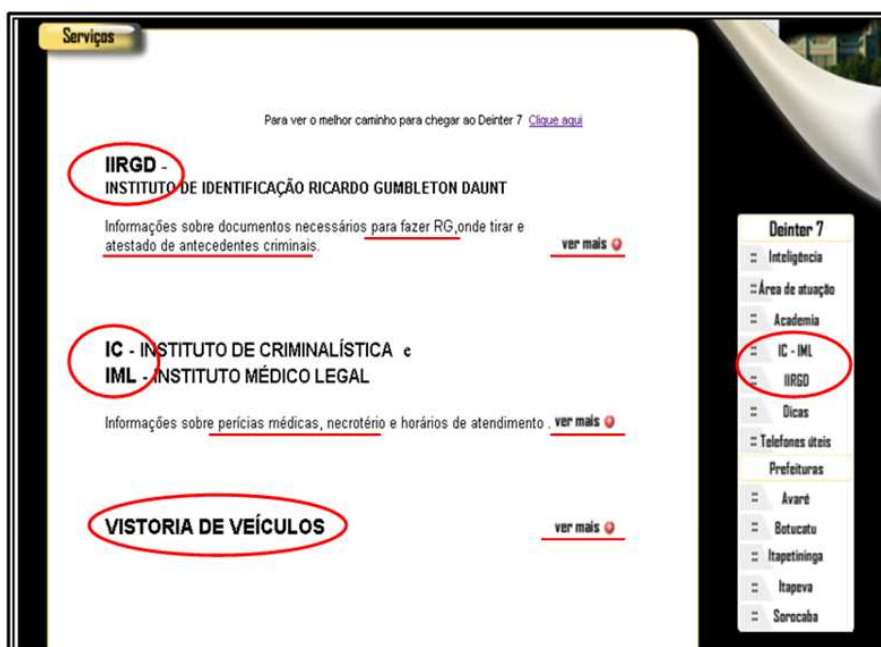 Serviços
Para ver o melhor caminho para chegar ao Deinter 7 Clique aqui
IIRGD -
INSTITUTO DE IDENTIFICAÇÃO RICARDO GUMBLETON DAUNT
Informações sobre documentos necessários para fazer RG,onde tirar e
atestado de antecedentes criminais.
ver mais
IC - INSTITUTO DE CRIMINALÍSTICA e
IML - INSTITUTO MÉDICO LEGAL
Informações sobre perícias médicas, necrotério e horários de atendimento . ver mais
VISTORIA DE VEÍCULOS
ver mais
Deinter 7
:: Inteligência
:: Área de atuação
:: Academia
:: IC - IML
:: IIRGD
:: Dicas
:: Telefones úteis
Prefeituras
:: Avaré
:: Botucatu
:: Itapetininga
:: Itapeva
:: Sorocaba